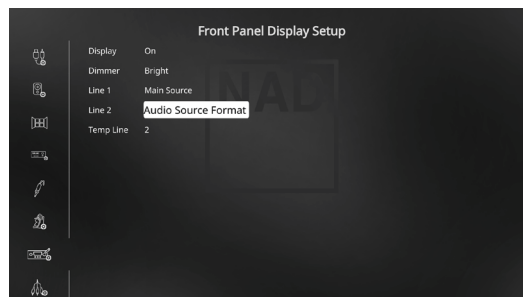 Front Panel Display Setup
Display On
Dimmer Bright
Line 1 Main Source
Line 2 Audio Source Format
Temp Line 2
NAD